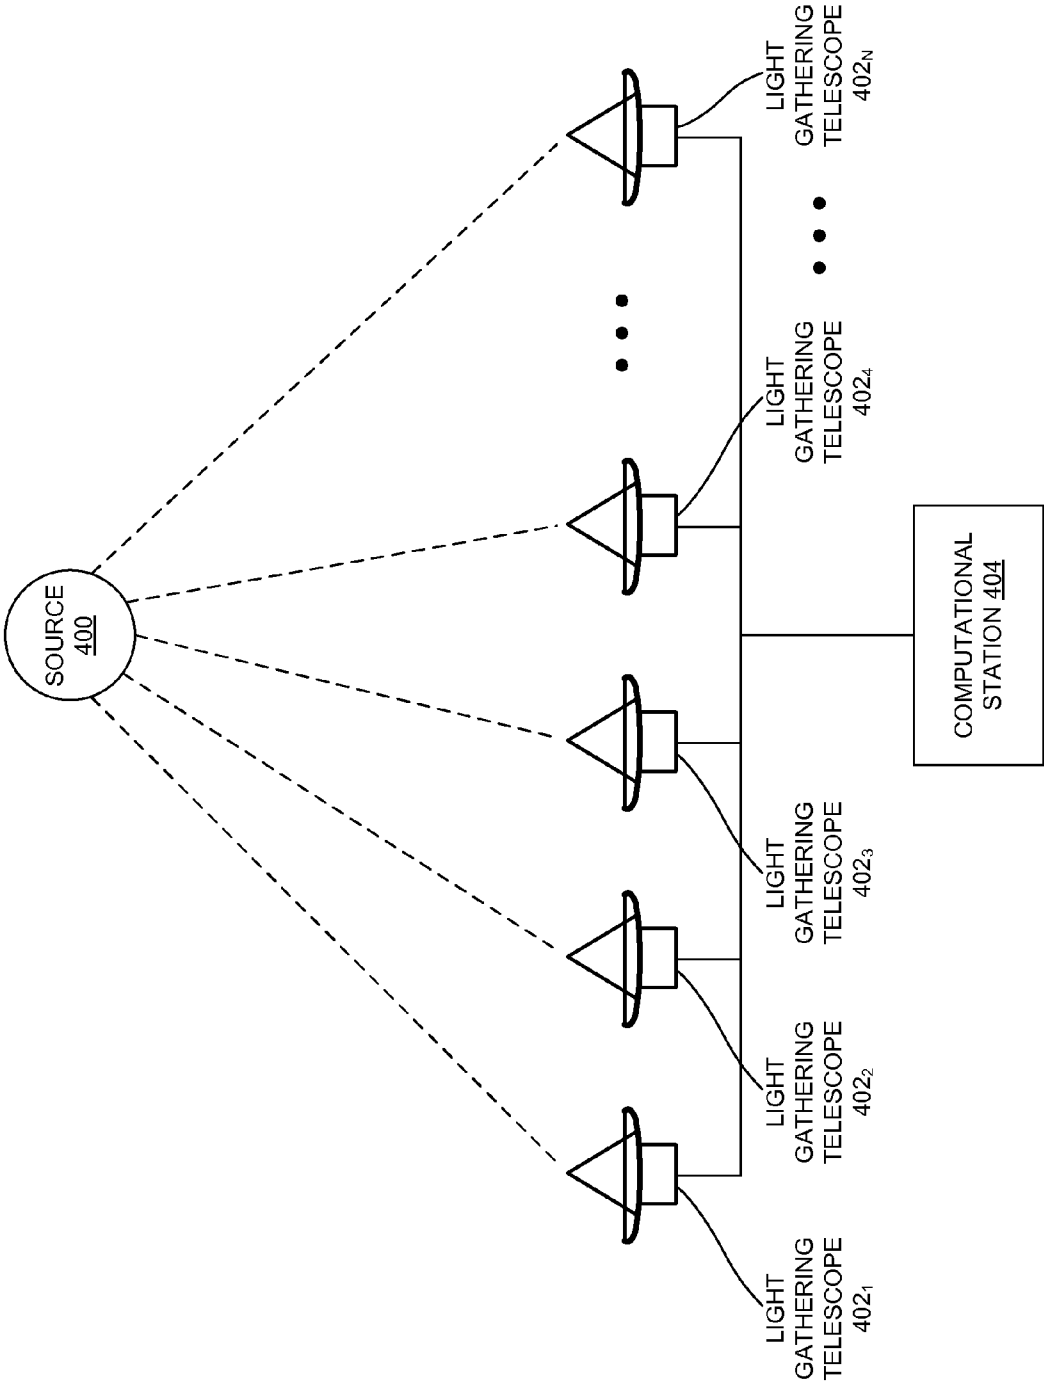 SOURCE
400
LIGHT
GATHERING
TELESCOPE
402₁
LIGHT
GATHERING
TELESCOPE
402₂
LIGHT
GATHERING
TELESCOPE
402₃
LIGHT
GATHERING
TELESCOPE
402₄
LIGHT
GATHERING
TELESCOPE
402ₙ
COMPUTATIONAL
STATION 404